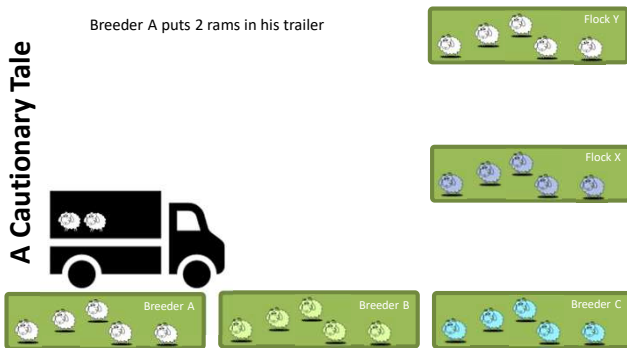 A Cautionary Tale
Breeder A puts 2 rams in his trailer
Flock Y
Flock X
Breeder A
Breeder B
Breeder C